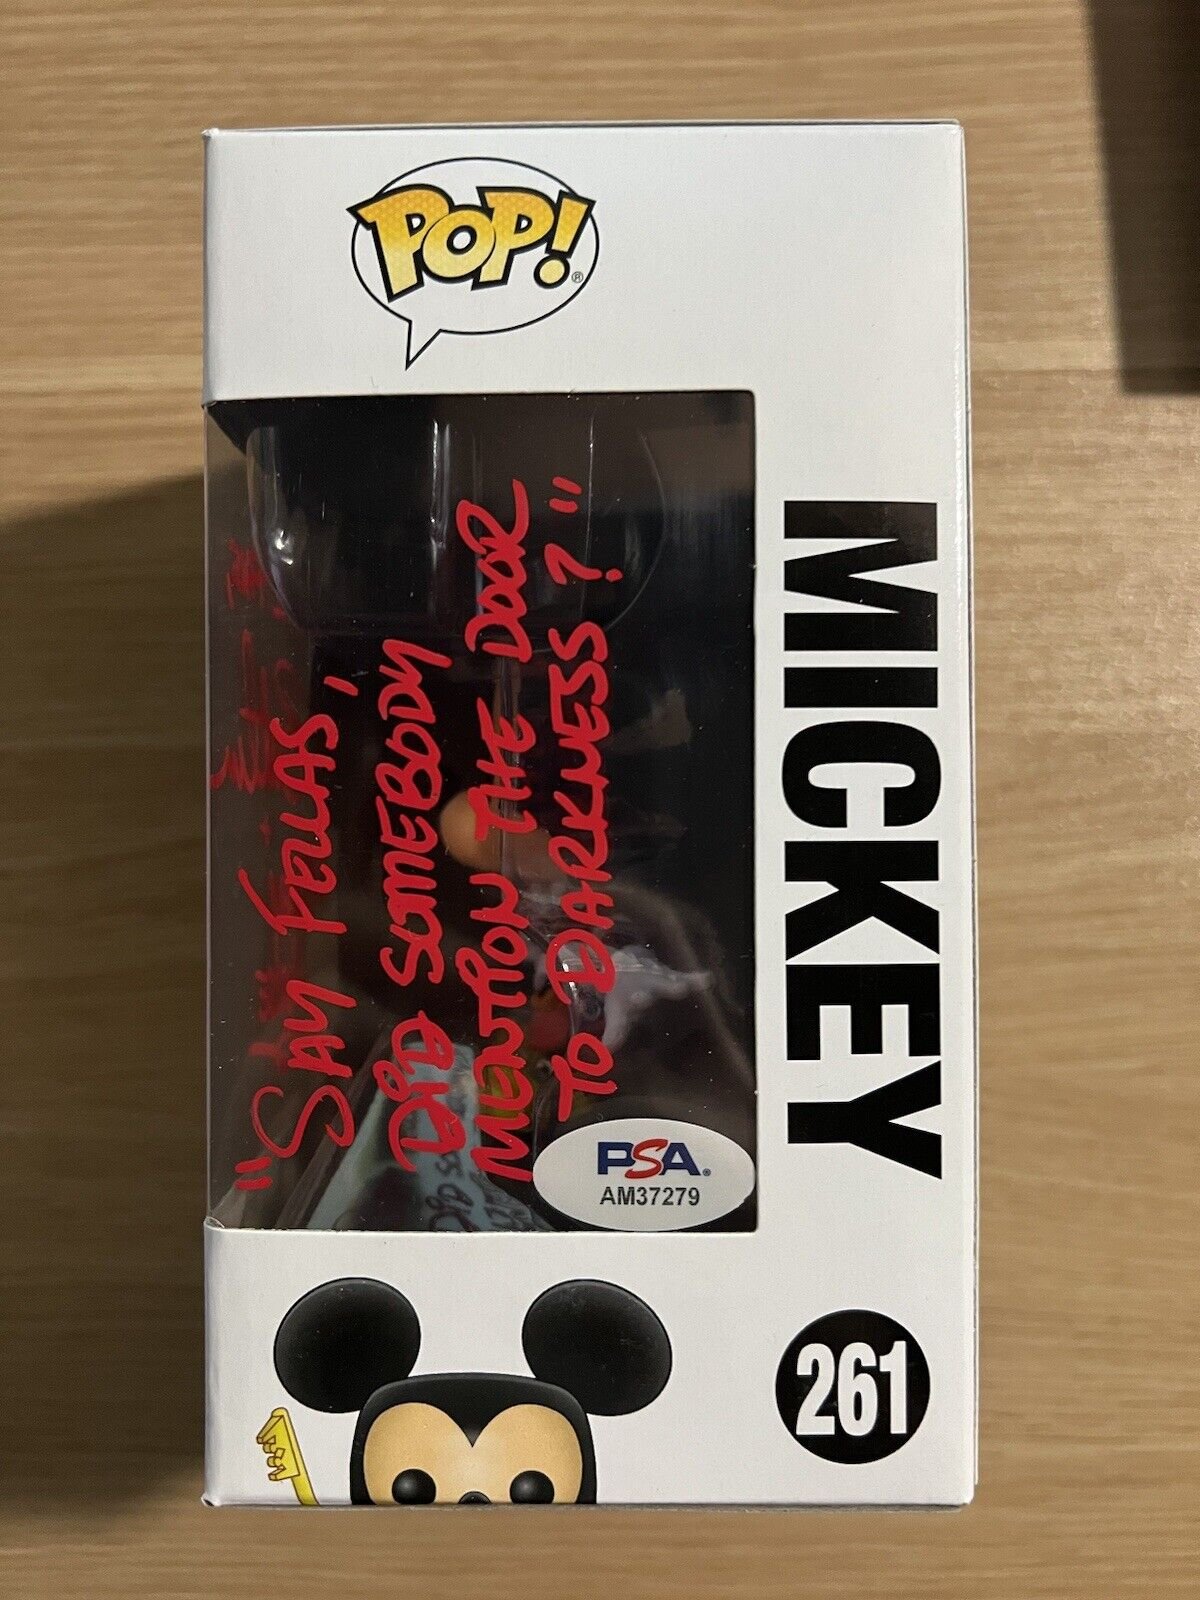 POP!®
"SAY FELLAS,
DID SOMEBODY
MENTION THE DOOR
TO DARKNESS?"
PSA®
AM37279
MICKEY
261